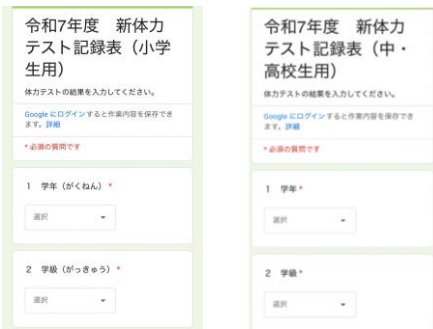 令和7年度　新体力
テスト記録表（小学
生用）
体力テストの結果を入力してください。
Google にログインすると作業内容を保存でき
ます。詳細
* 必須の質問です
1　学年（がくねん） *
選択
2　学級（がっきゅう） *
選択
令和7年度　新体力
テスト記録表（中・
高校生用）
体力テストの結果を入力してください。
Google にログインすると作業内容を保存でき
ます。詳細
* 必須の質問です
1　学年 *
選択
2　学級 *
選択